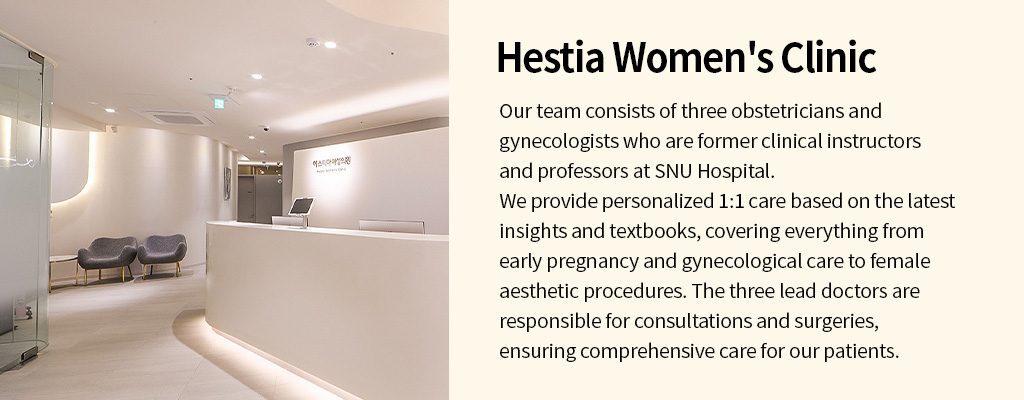 Hestia Women's Clinic
Our team consists of three obstetricians and
gynecologists who are former clinical instructors
and professors at SNU Hospital.
We provide personalized 1:1 care based on the latest
insights and textbooks, covering everything from
early pregnancy and gynecological care to female
aesthetic procedures. The three lead doctors are
responsible for consultations and surgeries,
ensuring comprehensive care for our patients.